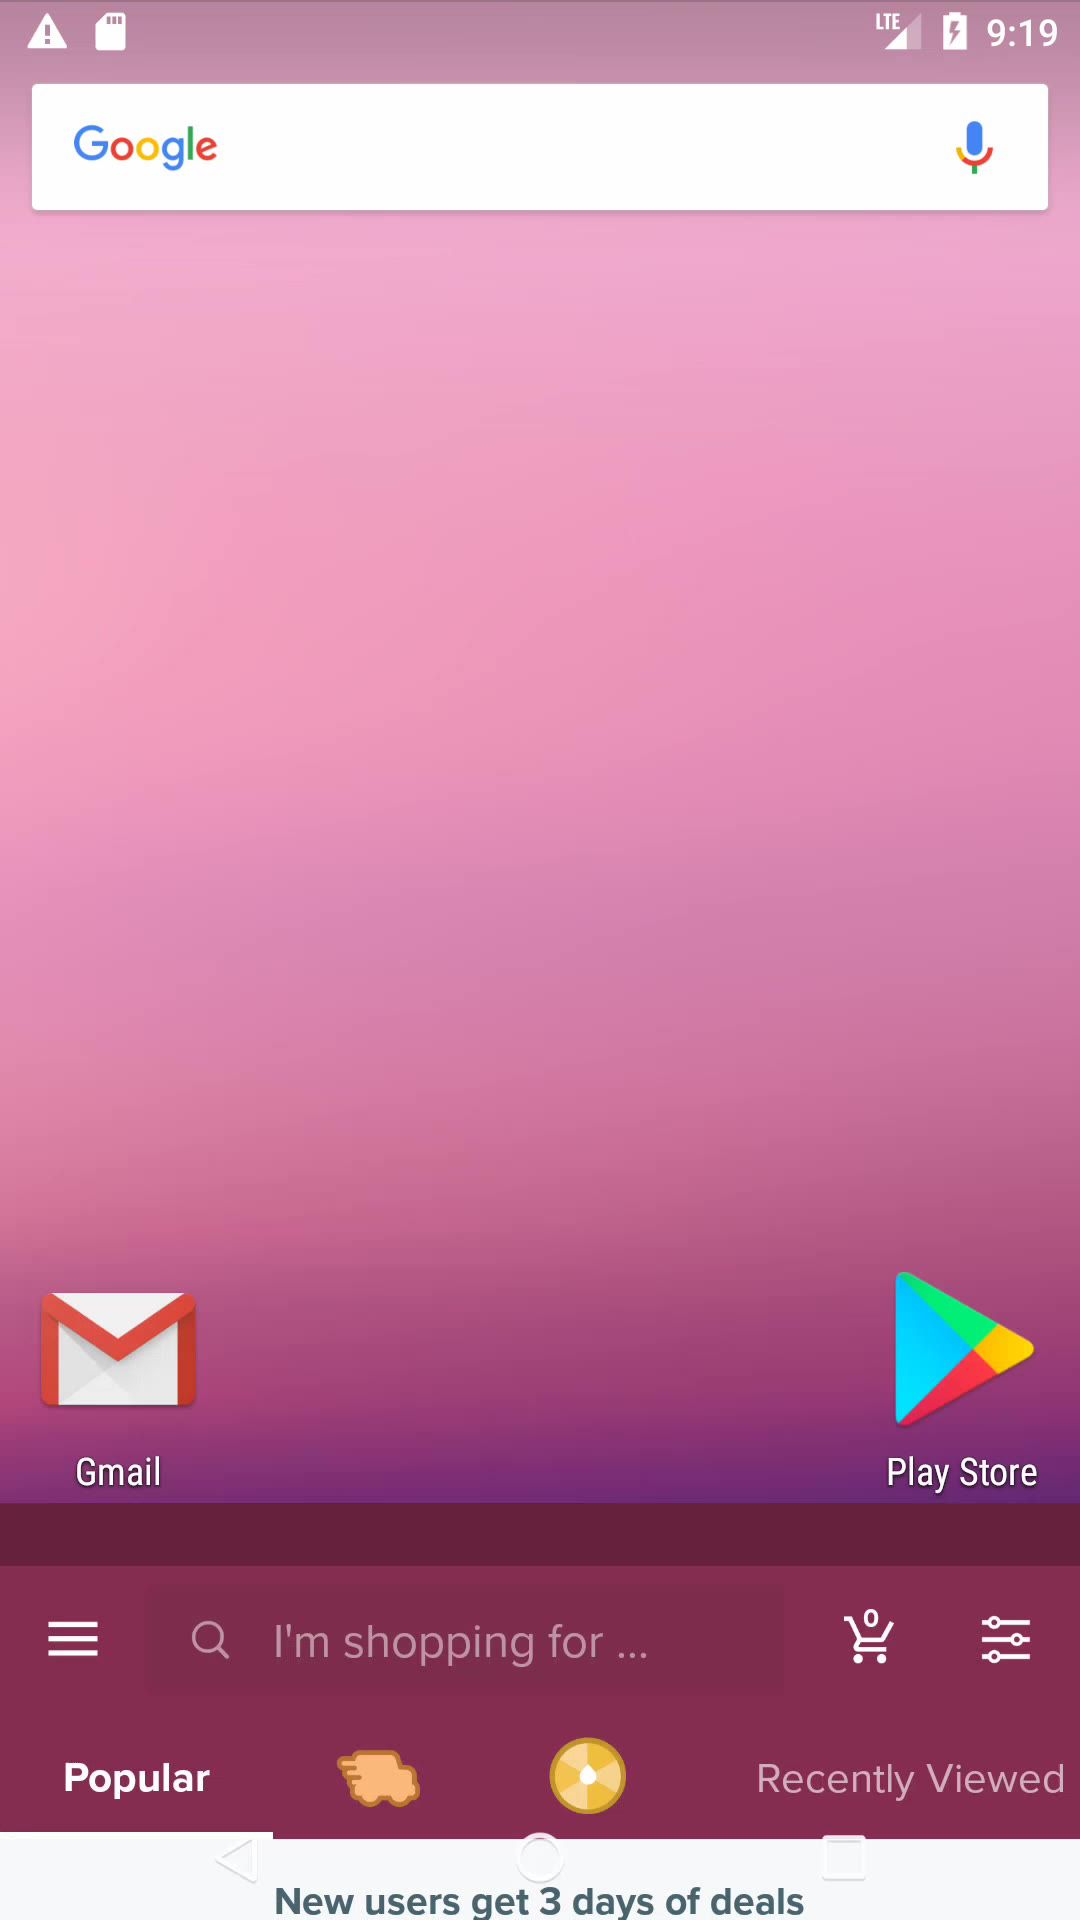 LTE 9:19
Google
Gmail
Play Store
I'm shopping for ...
0
Popular
Recently Viewed
New users get 3 days of deals